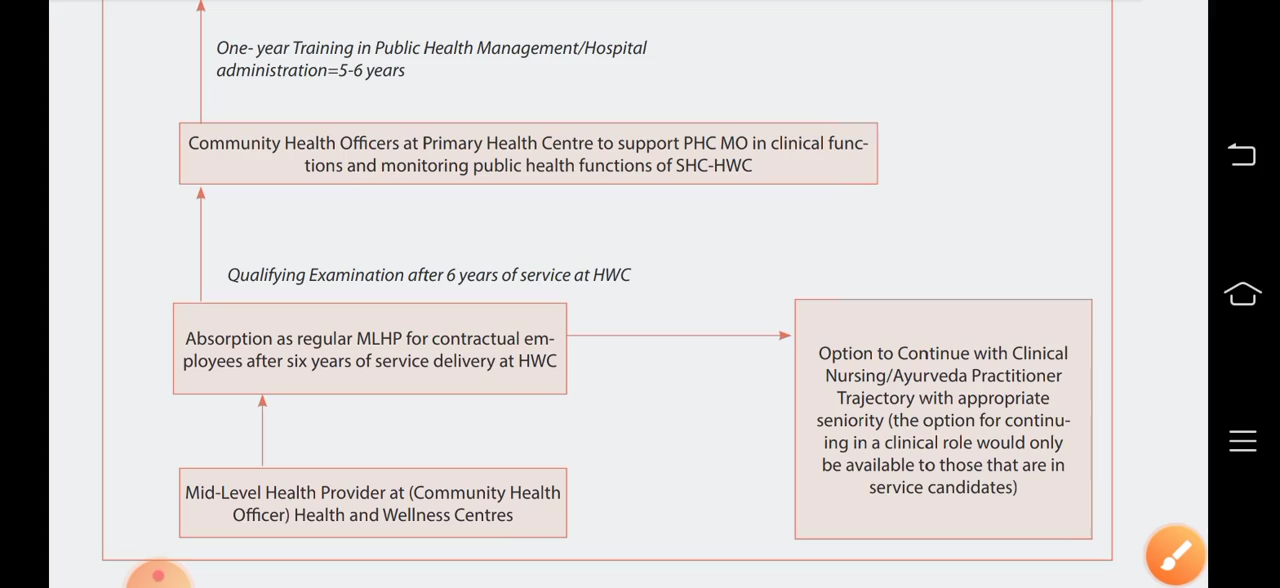 One- year Training in Public Health Management/Hospital
administration=5-6 years
Community Health Officers at Primary Health Centre to support PHC MO in clinical func-
tions and monitoring public health functions of SHC-HWC
Qualifying Examination after 6 years of service at HWC
Absorption as regular MLHP for contractual em-
ployees after six years of service delivery at HWC
Option to Continue with Clinical
Nursing/Ayurveda Practitioner
Trajectory with appropriate
seniority (the option for continu-
ing in a clinical role would only
be available to those that are in
service candidates)
Mid-Level Health Provider at (Community Health
Officer) Health and Wellness Centres